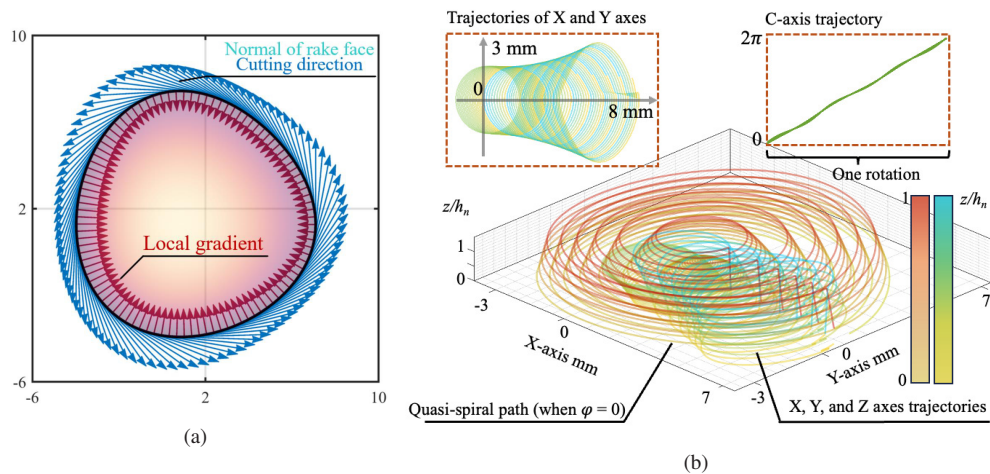 10
2
-6
-6
2
10
Normal of rake face
Cutting direction
Local gradient
(a)
Trajectories of X and Y axes
3 mm
0
8 mm
C-axis trajectory
2π
0
One rotation
z/hₙ
1
0
-3
0
7
X-axis mm
-3
0
7
Y-axis mm
1
0
z/hₙ
Quasi-spiral path (when φ = 0)
X, Y, and Z axes trajectories
(b)